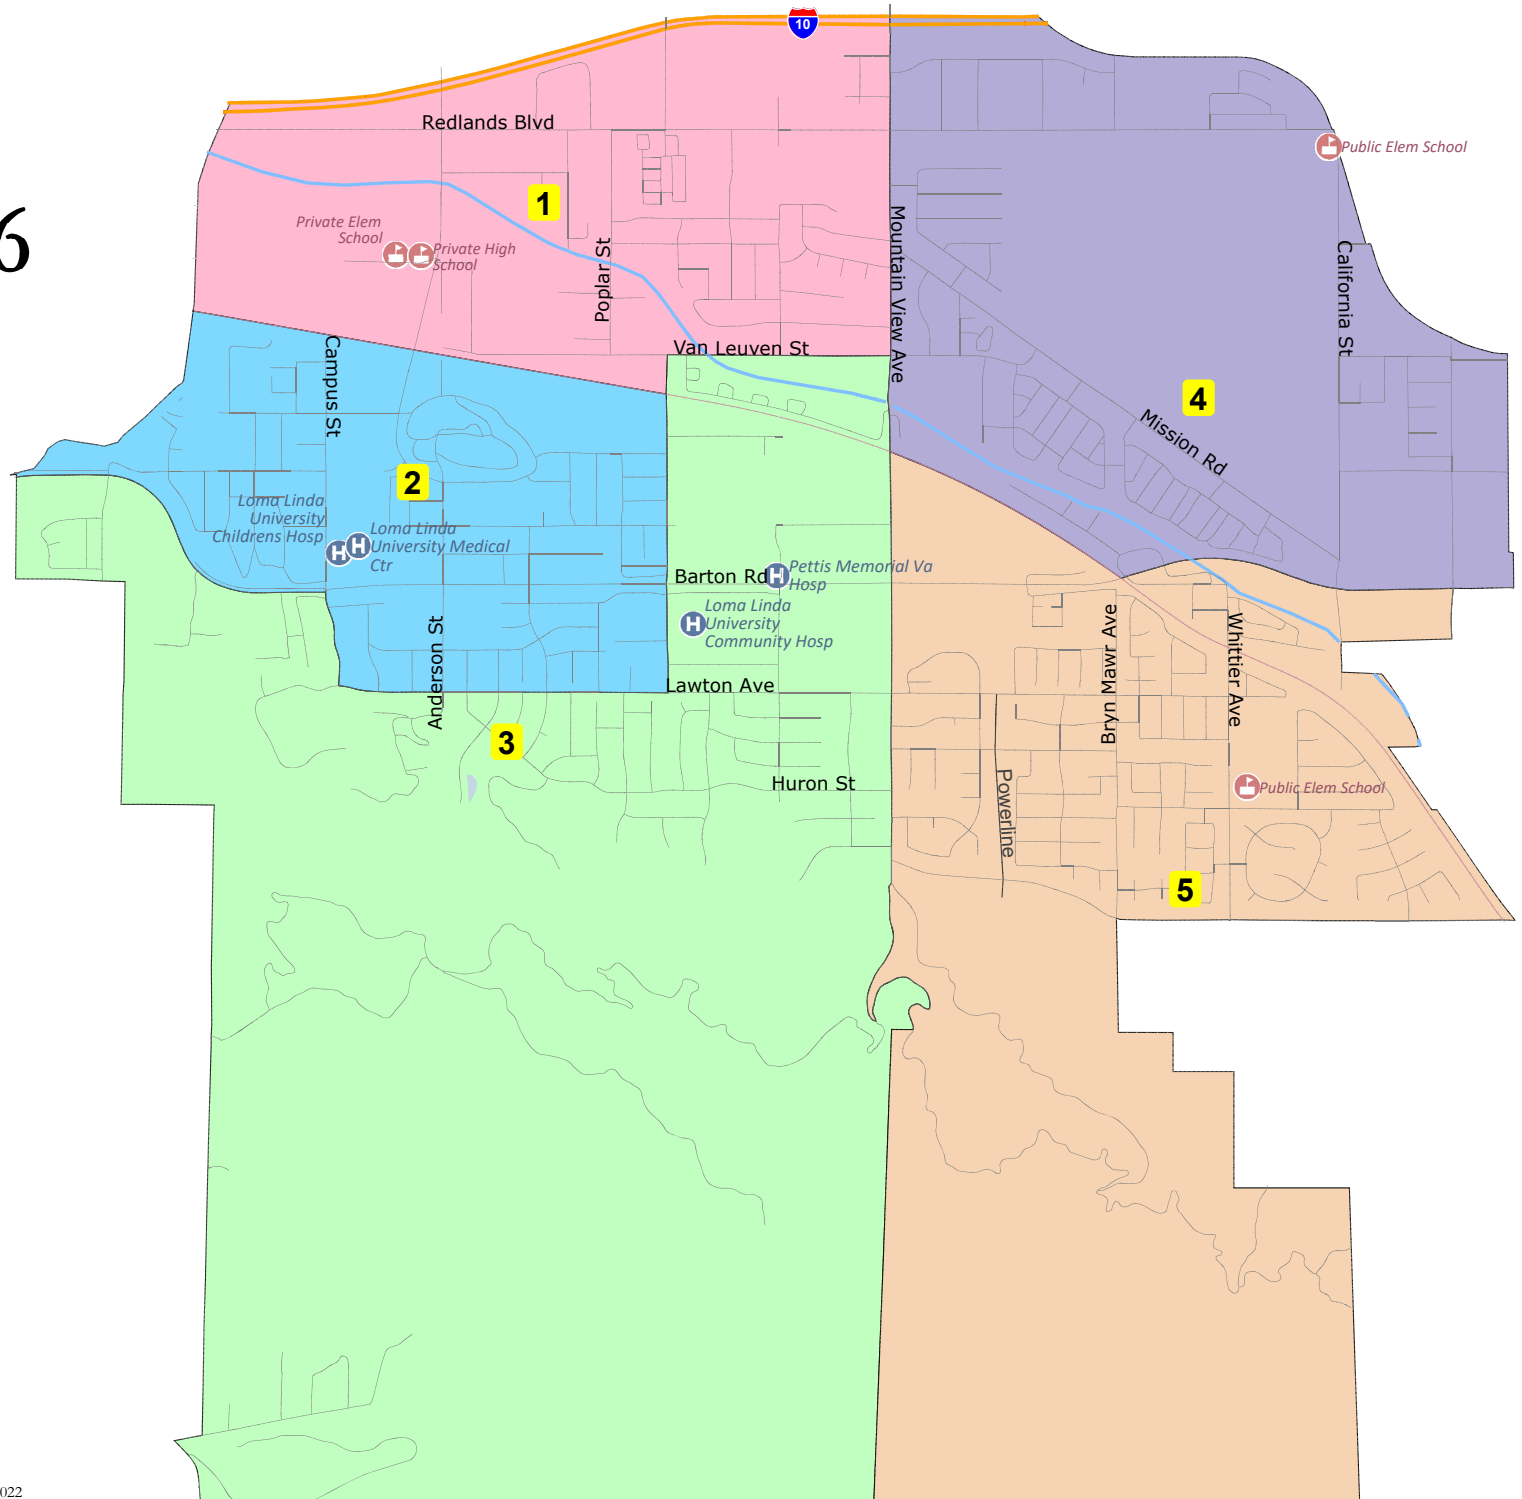 10
Redlands Blvd
Public Elem School
1
6
Private Elem
School
Private High
School
Poplar St
Mountain View Ave
California St
Campus St
Van Leuven St
4
Mission Rd
2
Loma Linda
University
Childrens Hosp
H
H
Loma Linda
University Medical
Ctr
Barton Rd
H
Pettis Memorial Va
Hosp
H
Loma Linda
University
Community Hosp
Anderson St
Lawton Ave
Bryn Mawr Ave
Whittier Ave
3
Huron St
Powerline
Public Elem School
5
022